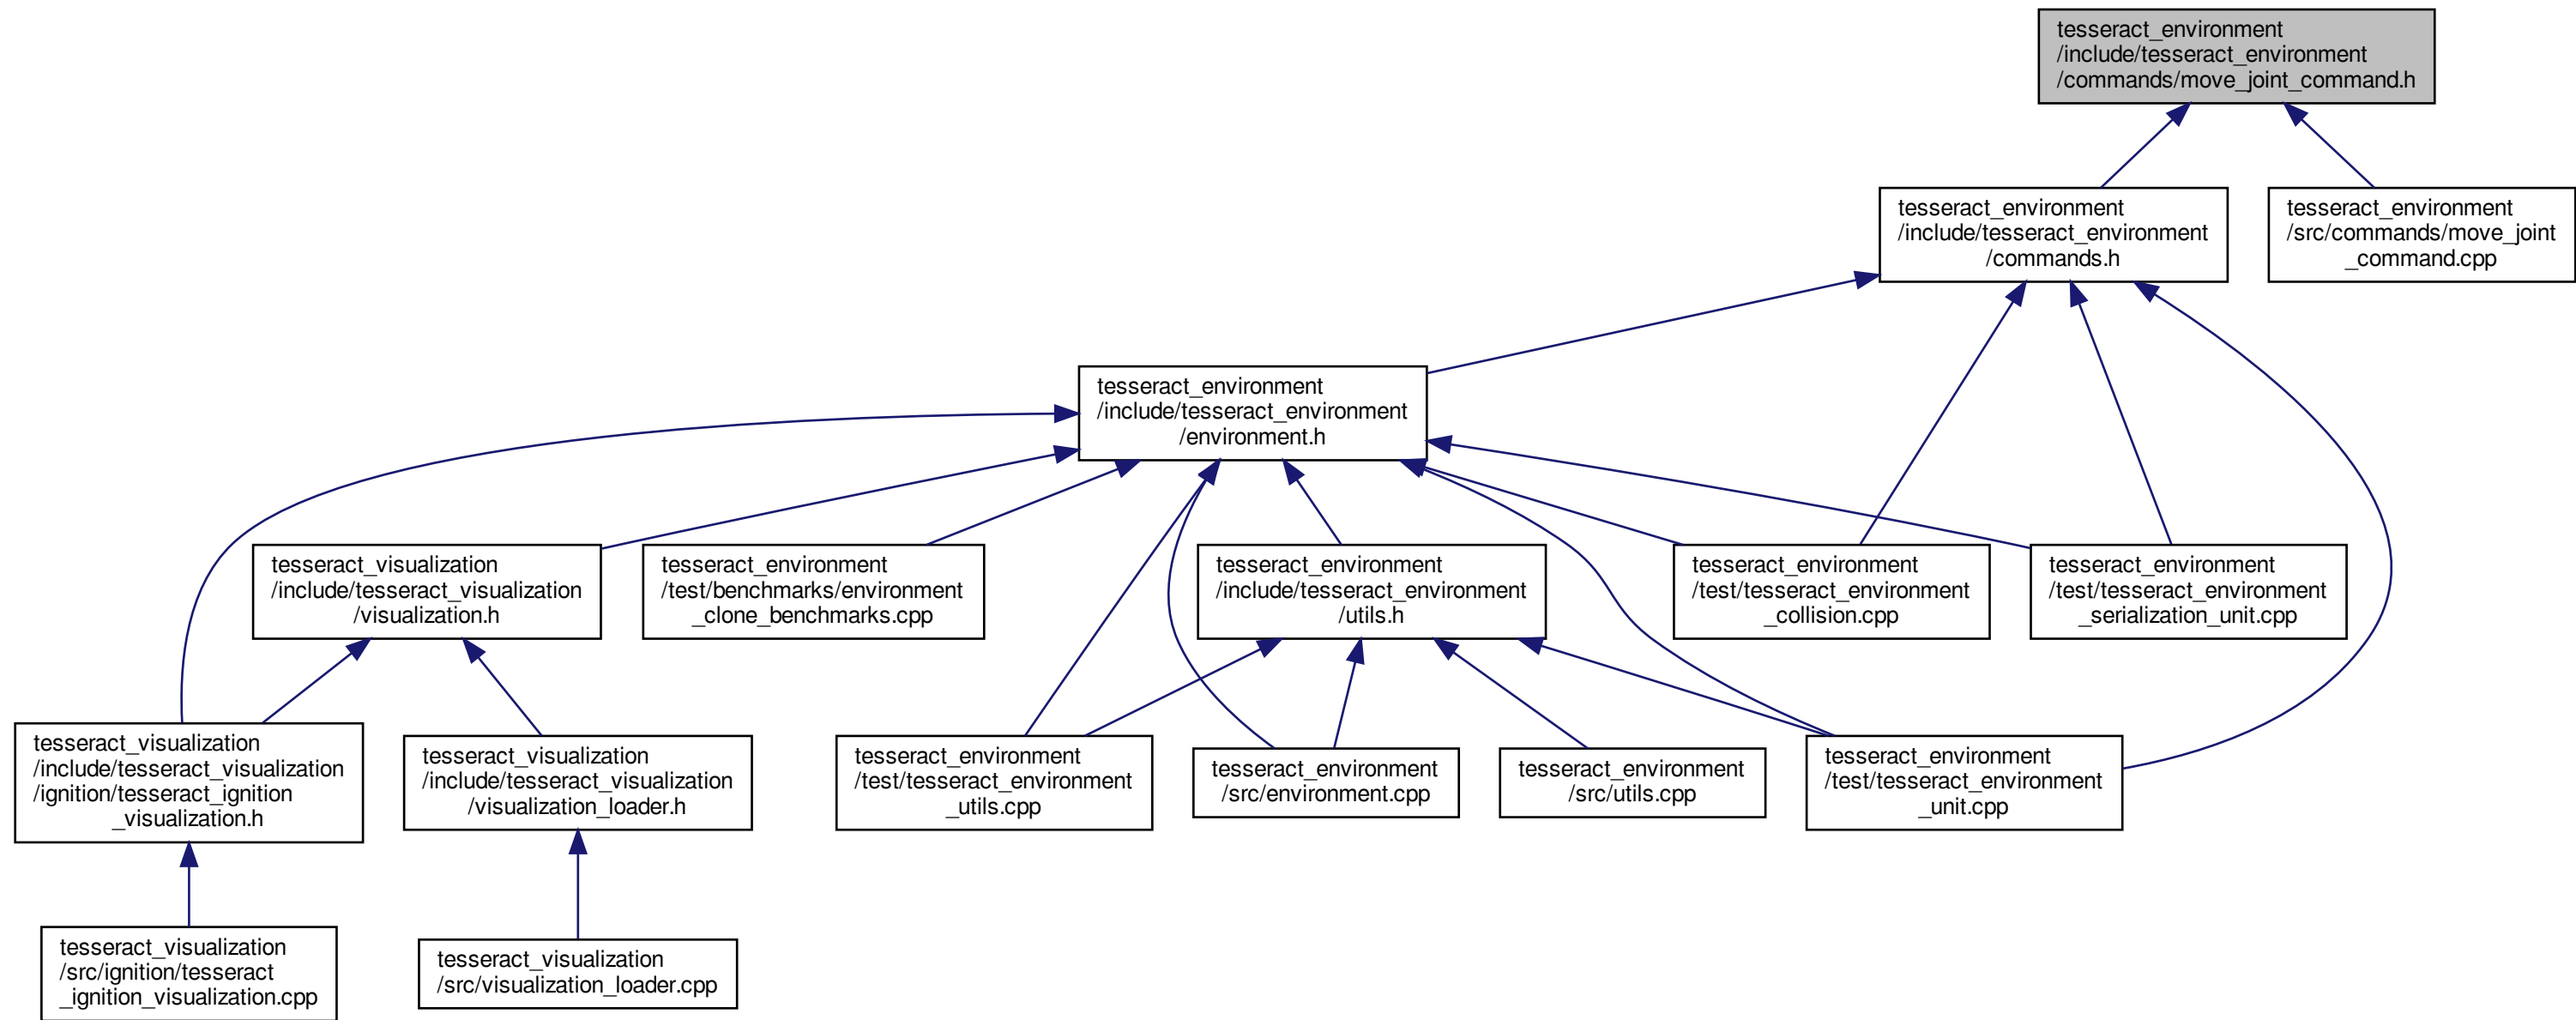 tesseract_environment
/include/tesseract_environment
/commands/move_joint_command.h
tesseract_environment
/include/tesseract_environment
/commands.h
tesseract_environment
/src/commands/move_joint
_command.cpp
tesseract_environment
/include/tesseract_environment
/environment.h
tesseract_visualization
/include/tesseract_visualization
/visualization.h
tesseract_environment
/test/benchmarks/environment
_clone_benchmarks.cpp
tesseract_environment
/include/tesseract_environment
/utils.h
tesseract_environment
/test/tesseract_environment
_collision.cpp
tesseract_environment
/test/tesseract_environment
_serialization_unit.cpp
tesseract_visualization
/include/tesseract_visualization
/ignition/tesseract_ignition
_visualization.h
tesseract_visualization
/include/tesseract_visualization
/visualization_loader.h
tesseract_environment
/test/tesseract_environment
_utils.cpp
tesseract_environment
/src/environment.cpp
tesseract_environment
/src/utils.cpp
tesseract_environment
/test/tesseract_environment
_unit.cpp
tesseract_visualization
/src/ignition/tesseract
_ignition_visualization.cpp
tesseract_visualization
/src/visualization_loader.cpp